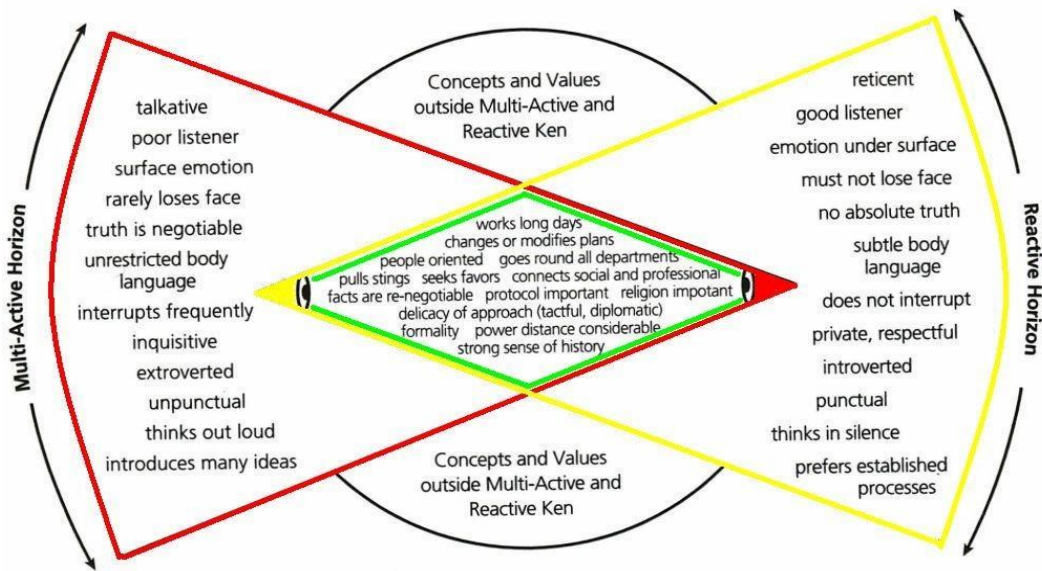 Multi-Active Horizon
talkative
poor listener
surface emotion
rarely loses face
truth is negotiable
unrestricted body
language
interrupts frequently
inquisitive
extroverted
unpunctual
thinks out loud
introduces many ideas
Concepts and Values
outside Multi-Active and
Reactive Ken
works long days
changes or modifies plans
people oriented goes round all departments
pulls stings seeks favors connects social and professional
facts are re-negotiable protocol important religion impotant
delicacy of approach (tactful, diplomatic)
formality power distance considerable
strong sense of history
Concepts and Values
outside Multi-Active and
Reactive Ken
reticent
good listener
emotion under surface
must not lose face
no absolute truth
subtle body
language
does not interrupt
private, respectful
introverted
punctual
thinks in silence
prefers established
processes
Reactive Horizon